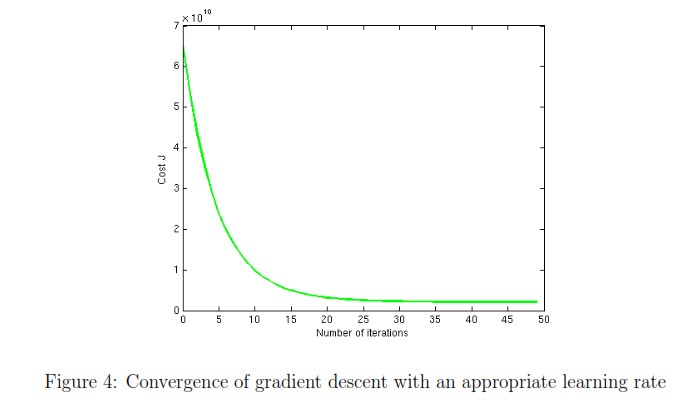 ×10^10
7
6
5
4
3
2
1
0
Cost J
0 5 10 15 20 25 30 35 40 45 50
Number of iterations
Figure 4: Convergence of gradient descent with an appropriate learning rate